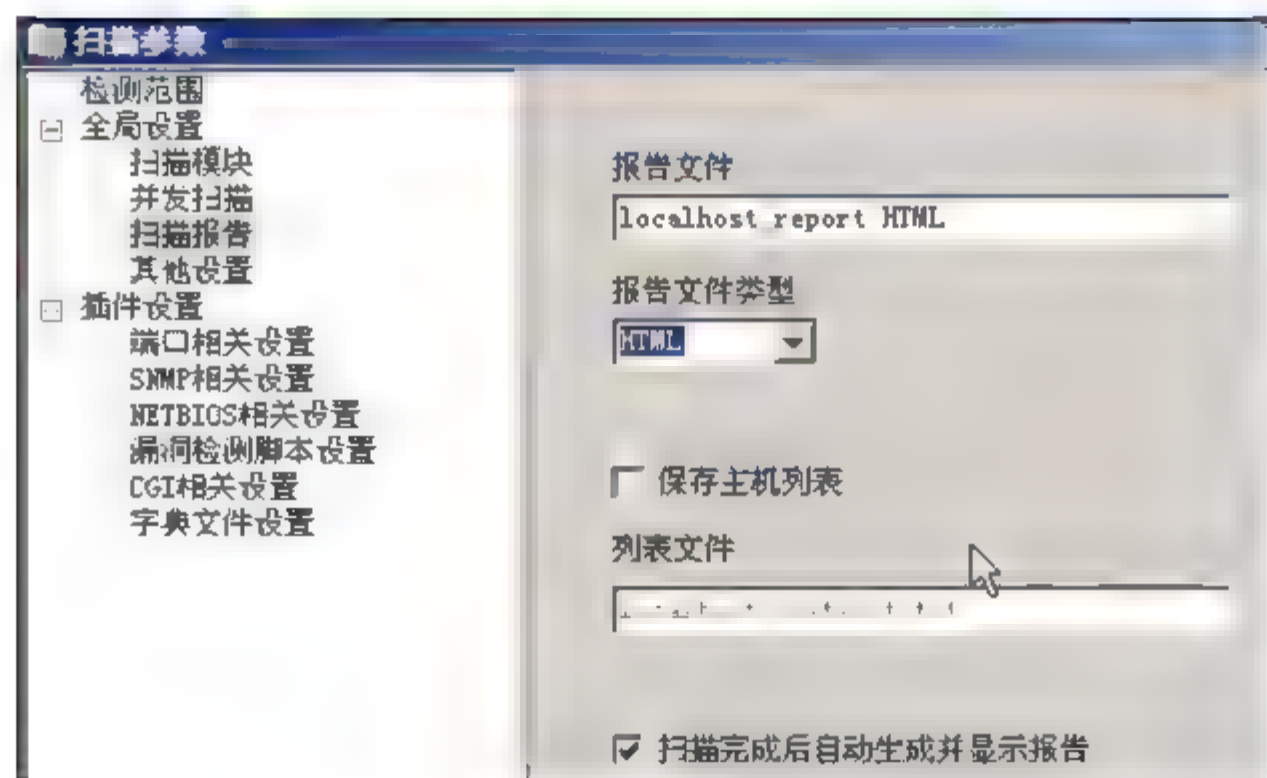 扫描参数
检测范围
全局设置
扫描模块
并发扫描
扫描报告
其他设置
插件设置
端口相关设置
SNMP相关设置
NETBIOS相关设置
漏洞检测脚本设置
CGI相关设置
字典文件设置
报告文件
localhost_report HTML
报告文件类型
HTML
保存主机列表
列表文件
扫描完成后自动生成并显示报告